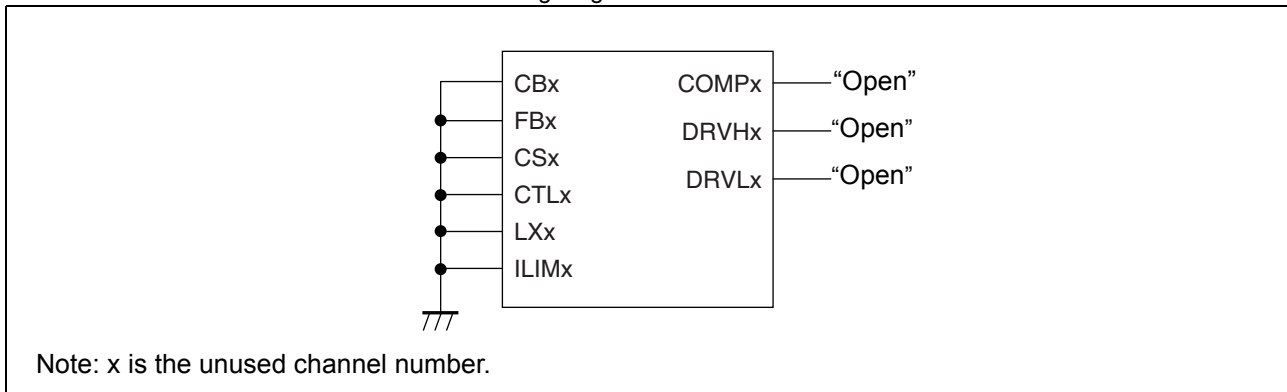 CBx
FBx
CSx
CTLx
LXx
ILIMx
COMPx
DRVHx
DRVLx
“Open”
“Open”
“Open”
Note: x is the unused channel number.